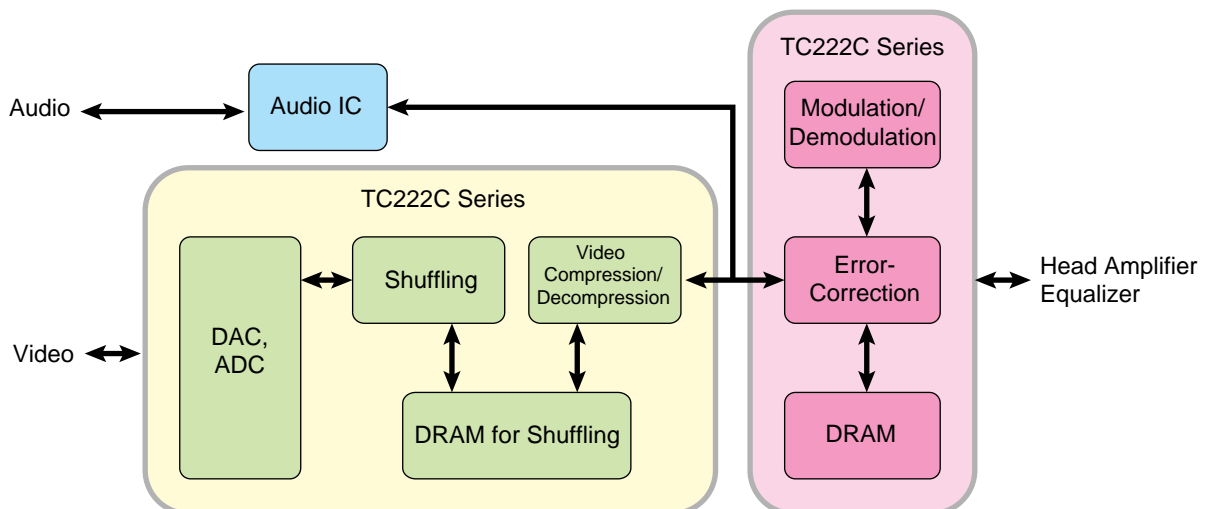 TC222C Series
Modulation/
Demodulation
Audio
Audio IC
TC222C Series
DAC,
ADC
Shuffling
Video
Compression/
Decompression
Error-
Correction
Head Amplifier
Equalizer
Video
DRAM for Shuffling
DRAM